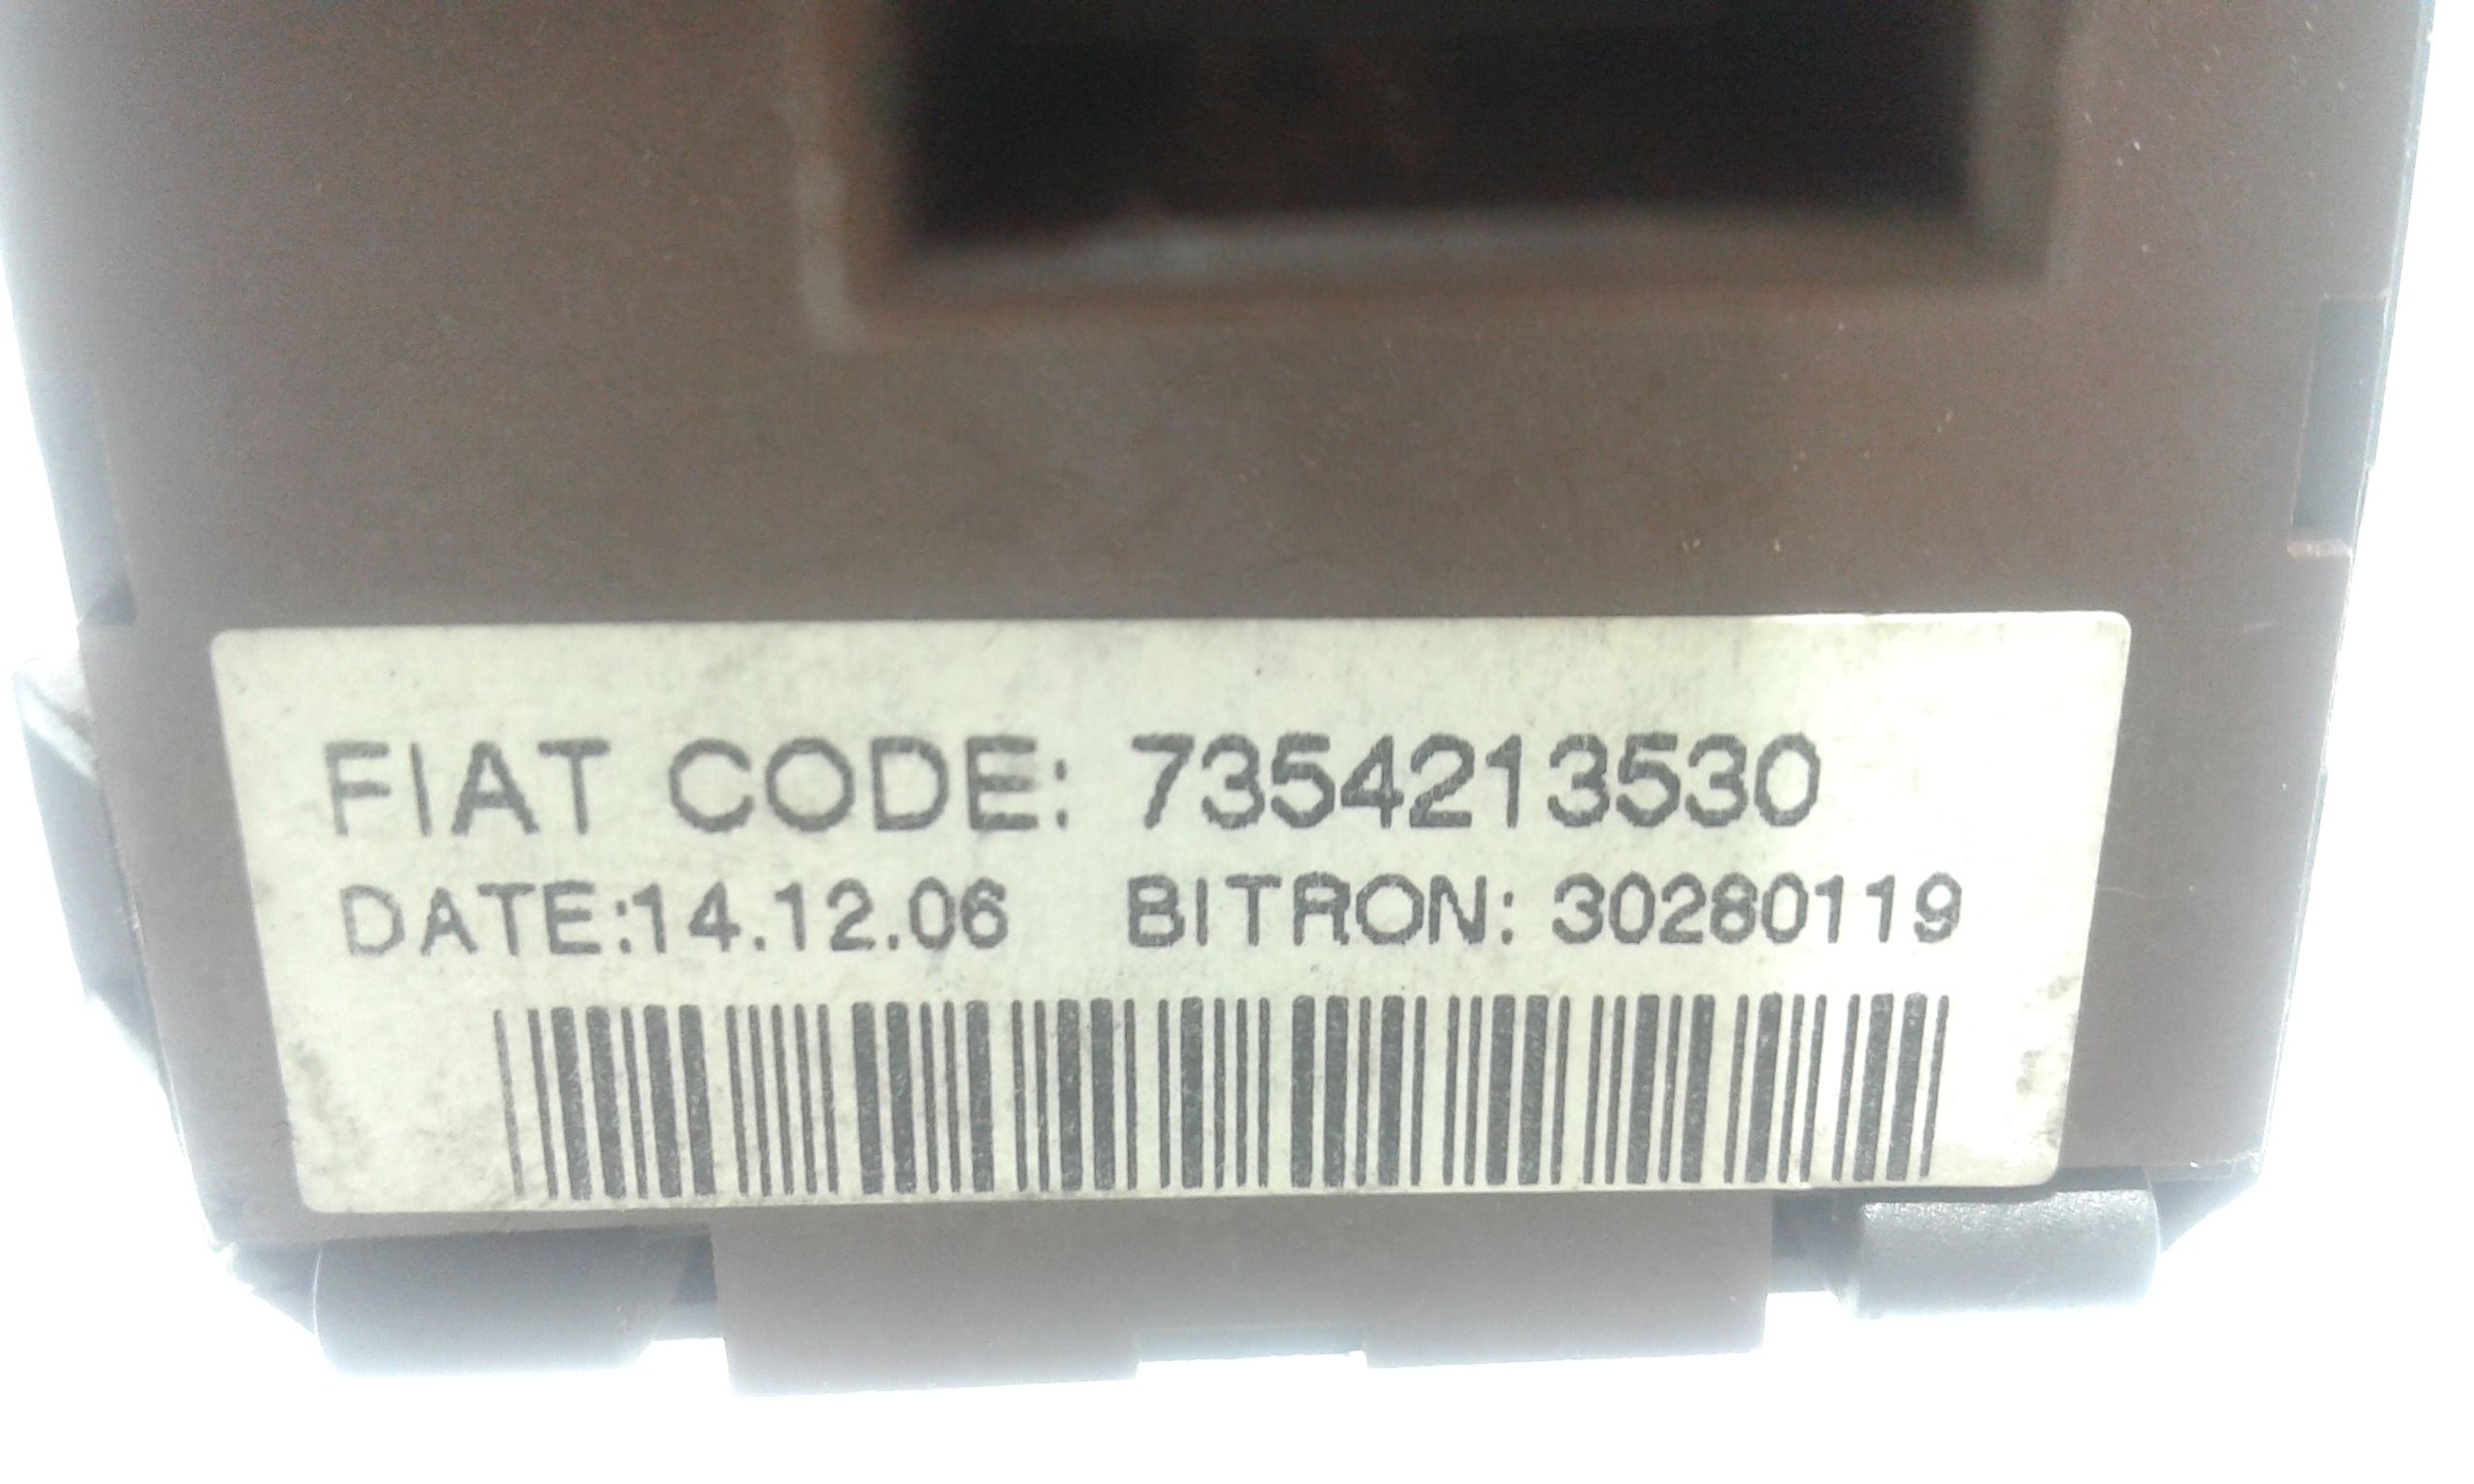 FIAT CODE: 7354213530
DATE:14.12.06 BITRON: 30280119